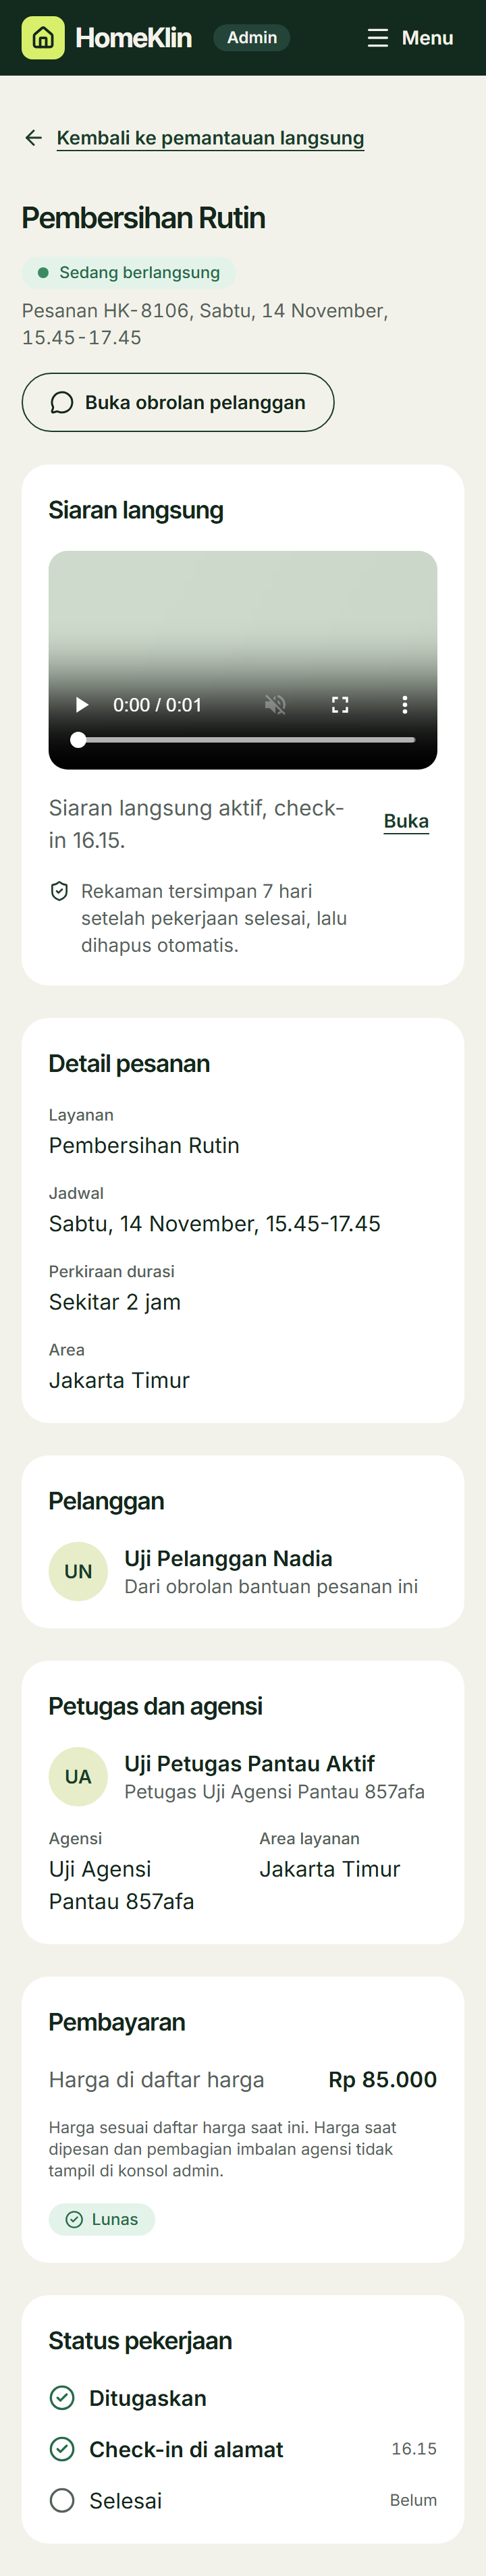 HomeKlin Admin Menu
Kembali ke pemantauan langsung
Pembersihan Rutin
Sedang berlangsung
Pesanan HK-8106, Sabtu, 14 November,
15.45-17.45
Buka obrolan pelanggan
Siaran langsung
0:00 / 0:01
Siaran langsung aktif, check-
in 16.15.
Buka
Rekaman tersimpan 7 hari
setelah pekerjaan selesai, lalu
dihapus otomatis.
Detail pesanan
Layanan
Pembersihan Rutin
Jadwal
Sabtu, 14 November, 15.45-17.45
Perkiraan durasi
Sekitar 2 jam
Area
Jakarta Timur
Pelanggan
UN
Uji Pelanggan Nadia
Dari obrolan bantuan pesanan ini
Petugas dan agensi
UA
Uji Petugas Pantau Aktif
Petugas Uji Agensi Pantau 857afa
Agensi
Uji Agensi
Pantau 857afa
Area layanan
Jakarta Timur
Pembayaran
Harga di daftar harga Rp 85.000
Harga sesuai daftar harga saat ini. Harga saat
dipesan dan pembagian imbalan agensi tidak
tampil di konsol admin.
Lunas
Status pekerjaan
Ditugaskan
Check-in di alamat 16.15
Selesai Belum